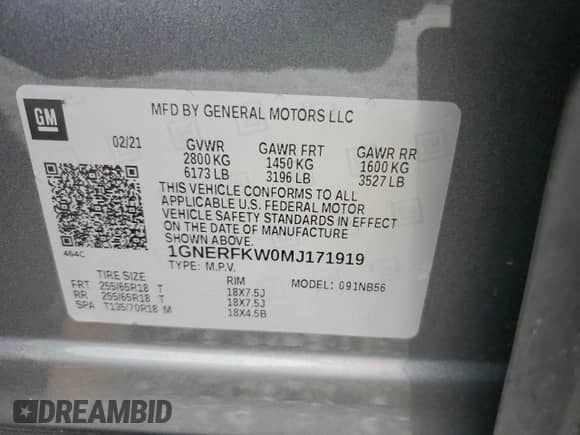 GM
MFD BY GENERAL MOTORS LLC
02/21 GVWR GAWR FRT GAWR RR
2800 KG 1450 KG 1600 KG
6173 LB 3196 LB 3527 LB
THIS VEHICLE CONFORMS TO ALL
APPLICABLE U.S. FEDERAL MOTOR
VEHICLE SAFETY STANDARDS IN EFFECT
ON THE DATE OF MANUFACTURE
SHOWN ABOVE.
464C
1GNERFKW0MJ171919
TYPE: M.P.V. MODEL: 091NB56
TIRE SIZE RIM
FRT 255/65R18 T 18X7.5J
RR 255/65R18 T 18X7.5J
SPA T135/70R18 M 18X4.5B
DREAMBID